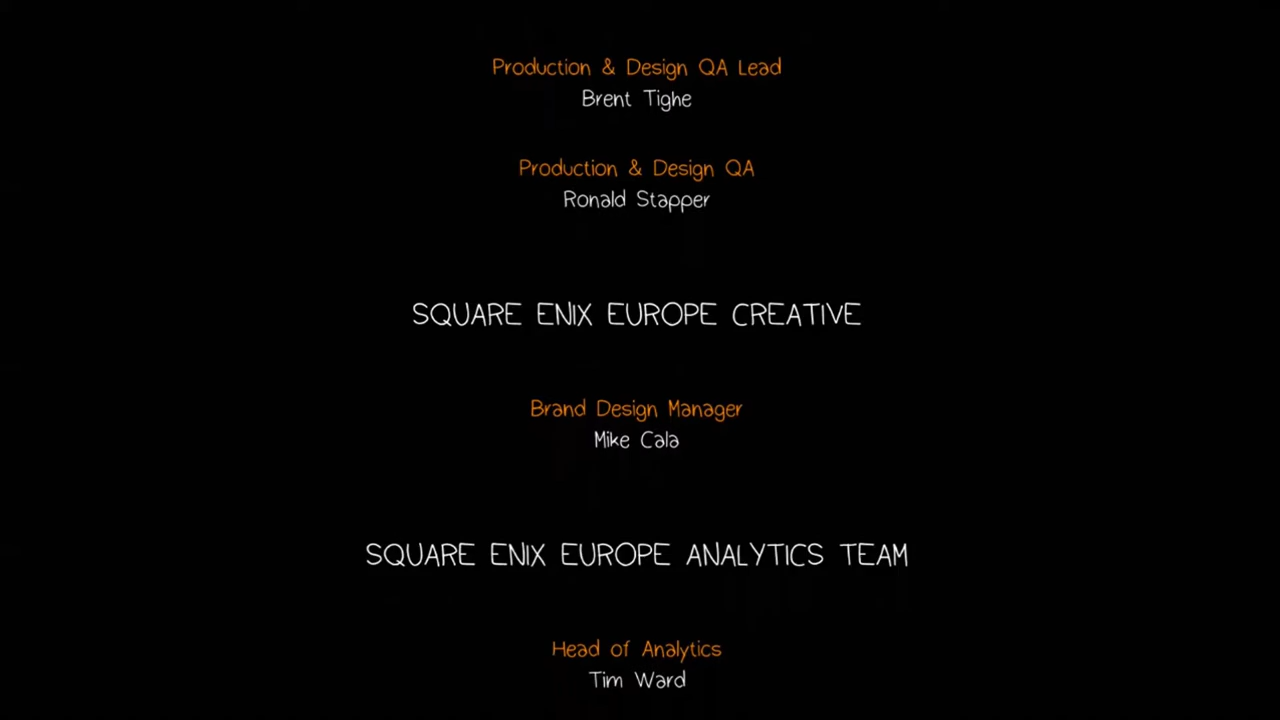 Production & Design QA Lead
Brent Tighe
Production & Design QA
Ronald Stapper
SQUARE ENIX EUROPE CREATIVE
Brand Design Manager
Mike Cala
SQUARE ENIX EUROPE ANALYTICS TEAM
Head of Analytics
Tim Ward